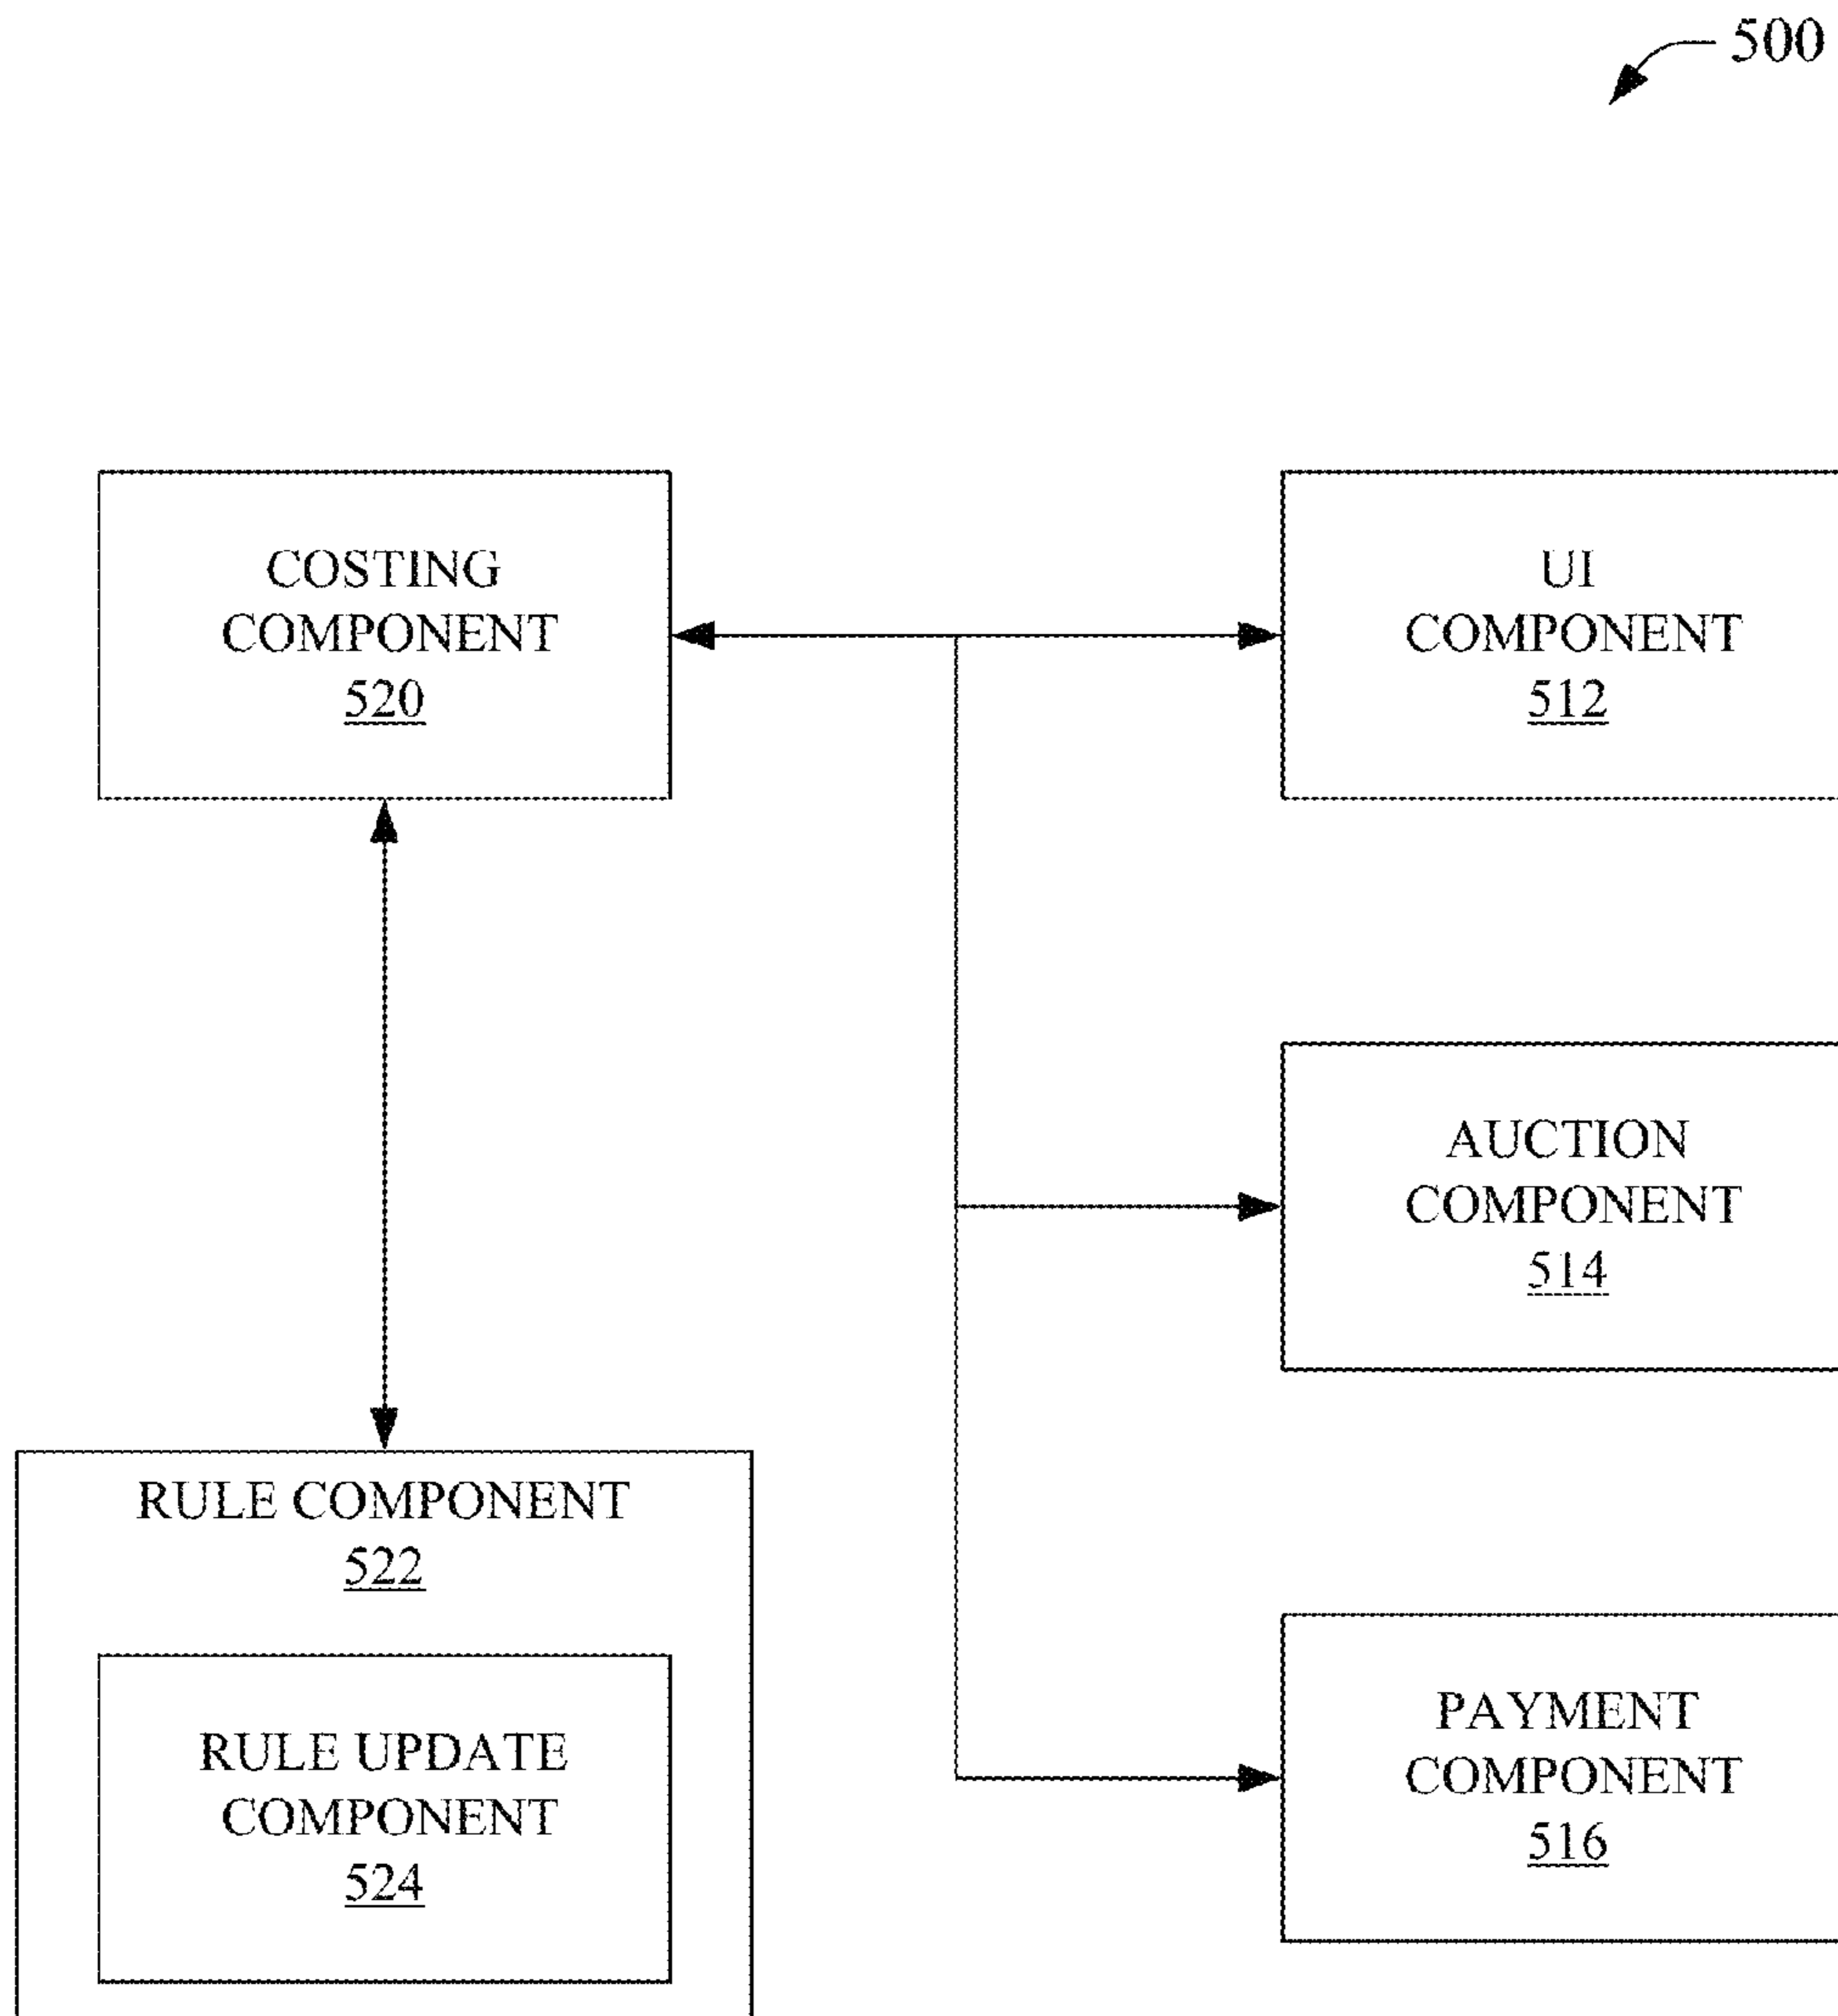 500
COSTING
COMPONENT
520
UI
COMPONENT
512
AUCTION
COMPONENT
514
RULE COMPONENT
522
RULE UPDATE
COMPONENT
524
PAYMENT
COMPONENT
516